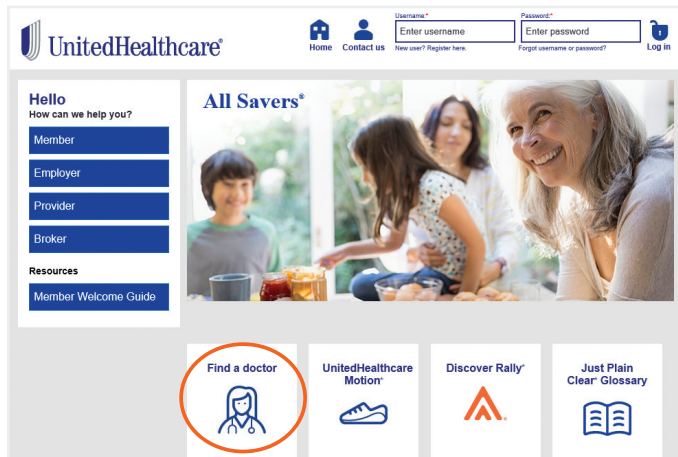 UnitedHealthcare®
Home
Contact us
Username:*
Enter username
New user? Register here.
Password:*
Enter password
Forgot username or password?
Log in
Hello
How can we help you?
Member
Employer
Provider
Broker
Resources
Member Welcome Guide
All Savers®
Find a doctor
UnitedHealthcare
Motion®
Discover Rally®
Just Plain
Clear® Glossary